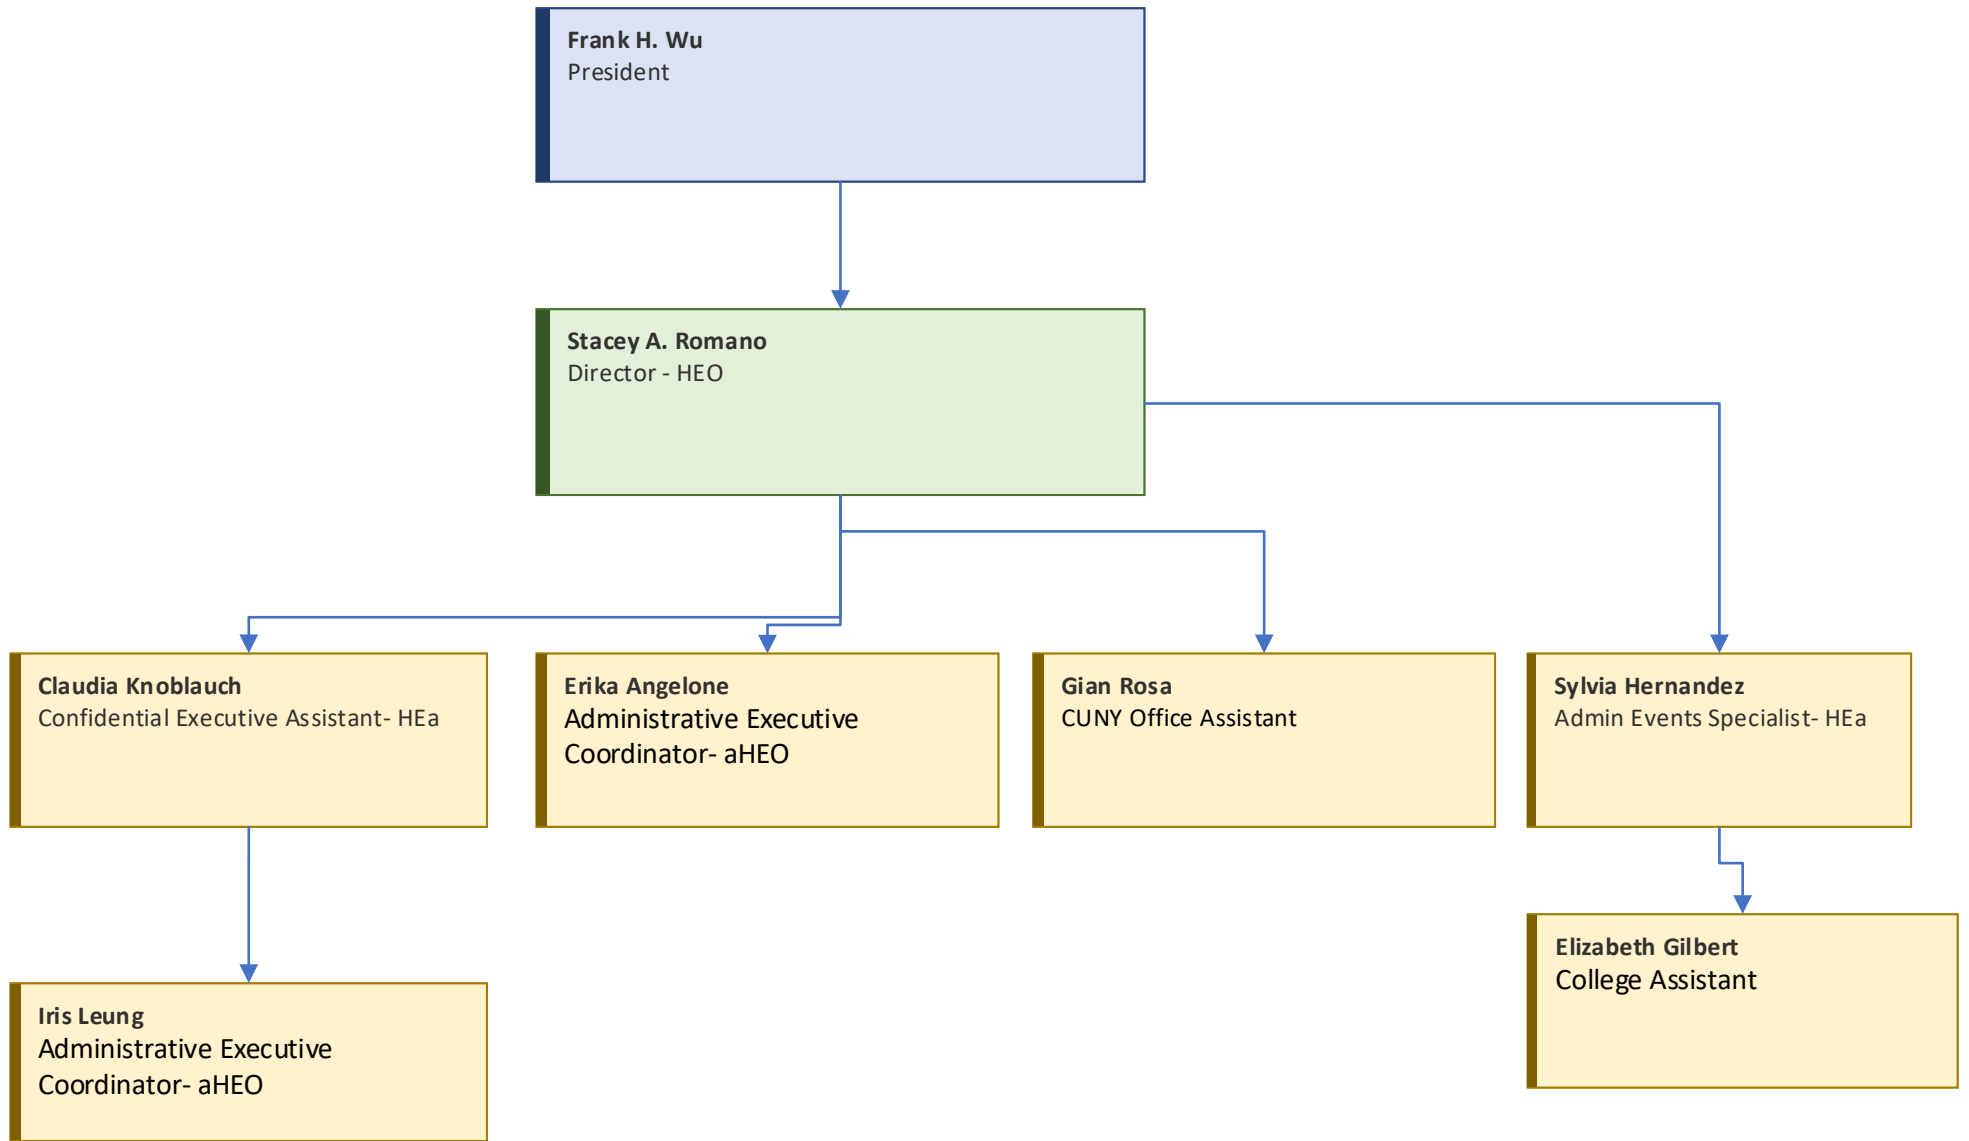 Frank H. Wu
President
Stacey A. Romano
Director - HEO
Claudia Knoblauch
Confidential Executive Assistant- HEa
Erika Angelone
Administrative Executive
Coordinator- aHEO
Gian Rosa
CUNY Office Assistant
Sylvia Hernandez
Admin Events Specialist- HEa
Iris Leung
Administrative Executive
Coordinator- aHEO
Elizabeth Gilbert
College Assistant